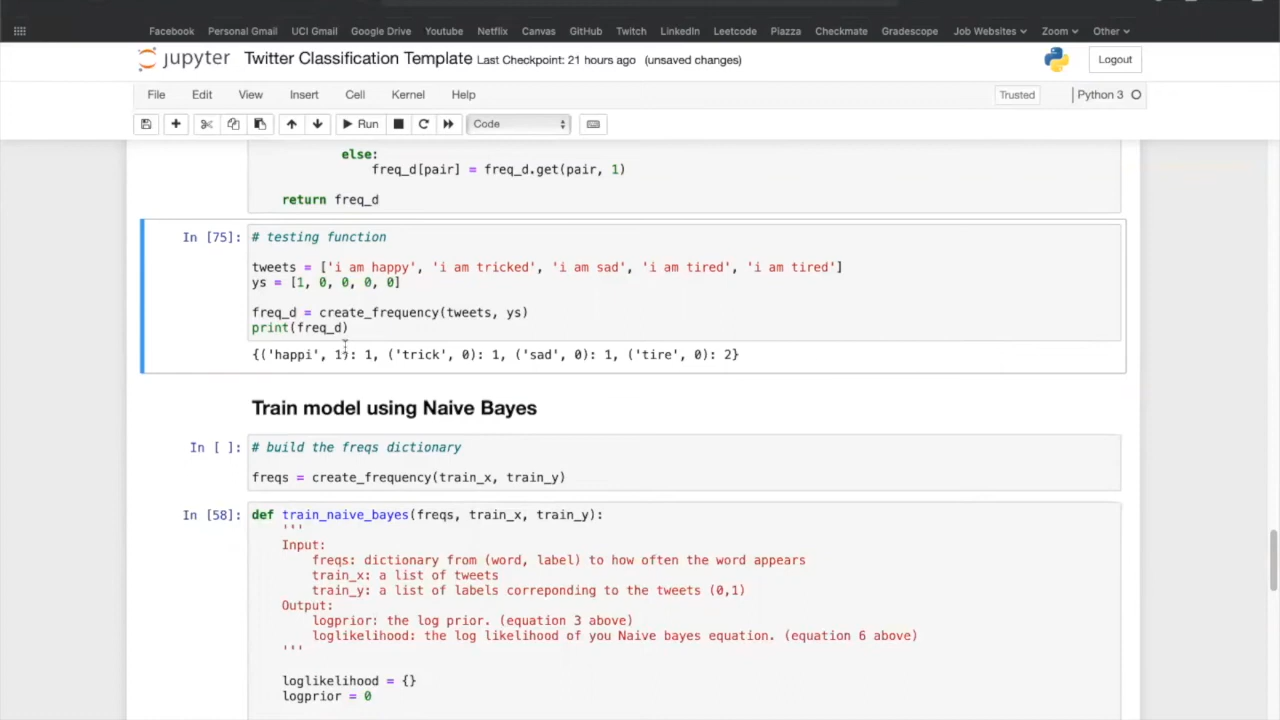 Facebook Personal Gmail UCI Gmail Google Drive Youtube Netflix Canvas GitHub Twitch LinkedIn Leetcode Piazza Checkmate Gradescope Job Websites Zoom Other
jupyter Twitter Classification Template Last Checkpoint: 21 hours ago (unsaved changes) Logout
File Edit View Insert Cell Kernel Help Trusted Python 3
Run Code
else:
freq_d[pair] = freq_d.get(pair, 1)
return freq_d
In [75]: # testing function
tweets = ['i am happy', 'i am tricked', 'i am sad', 'i am tired', 'i am tired']
ys = [1, 0, 0, 0, 0]
freq_d = create_frequency(tweets, ys)
print(freq_d)
{('happi', 1): 1, ('trick', 0): 1, ('sad', 0): 1, ('tire', 0): 2}
Train model using Naive Bayes
In [ ]: # build the freqs dictionary
freqs = create_frequency(train_x, train_y)
In [58]: def train_naive_bayes(freqs, train_x, train_y):
'''
Input:
freqs: dictionary from (word, label) to how often the word appears
train_x: a list of tweets
train_y: a list of labels correponding to the tweets (0,1)
Output:
logprior: the log prior. (equation 3 above)
loglikelihood: the log likelihood of you Naive bayes equation. (equation 6 above)
'''
loglikelihood = {}
logprior = 0